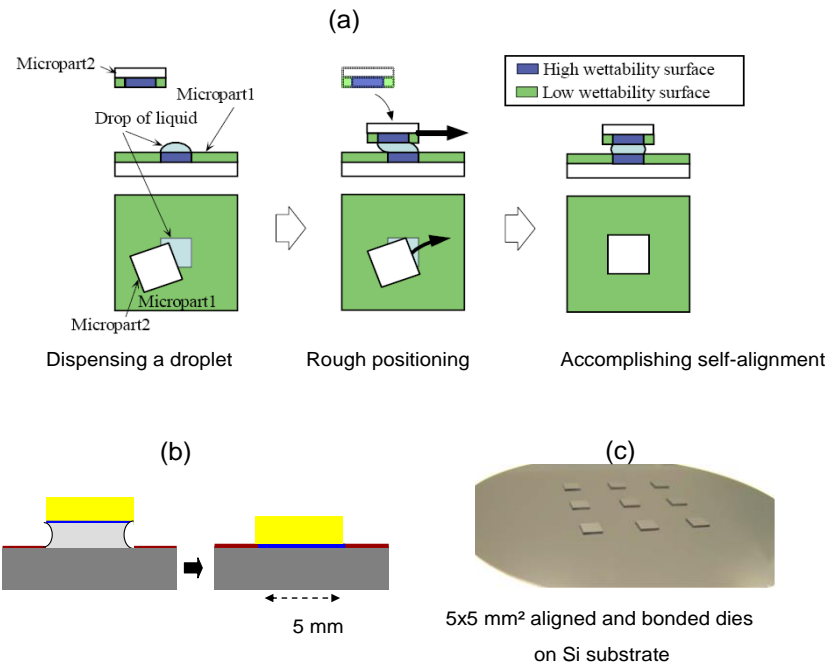 (a)
Micropart2
Micropart1
Drop of liquid
High wettability surface
Low wettability surface
Micropart1
Micropart2
Dispensing a droplet
Rough positioning
Accomplishing self-alignment
(b)
5 mm
(c)
5x5 mm² aligned and bonded dies
on Si substrate